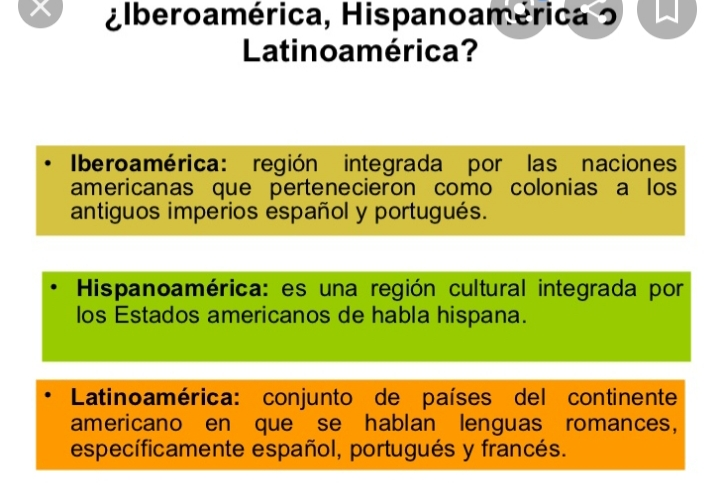 ¿Iberoamérica, Hispanoamérica o
Latinoamérica?
• Iberoamérica: región integrada por las naciones
americanas que pertenecieron como colonias a los
antiguos imperios español y portugués.
• Hispanoamérica: es una región cultural integrada por
los Estados americanos de habla hispana.
• Latinoamérica: conjunto de países del continente
americano en que se hablan lenguas romances,
específicamente español, portugués y francés.